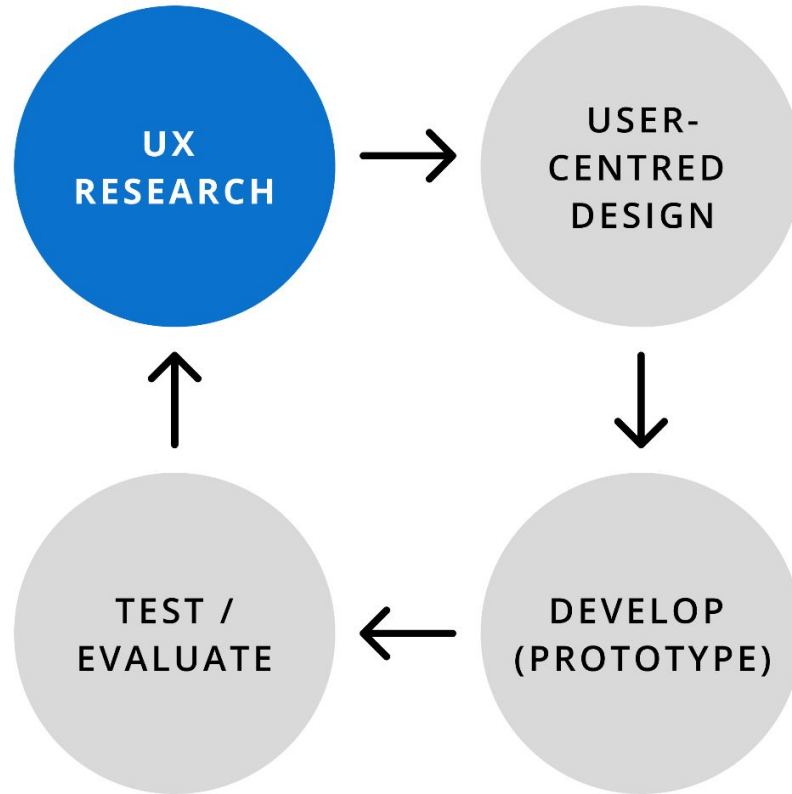 UX
RESEARCH
USER-
CENTRED
DESIGN
TEST /
EVALUATE
DEVELOP
(PROTOTYPE)